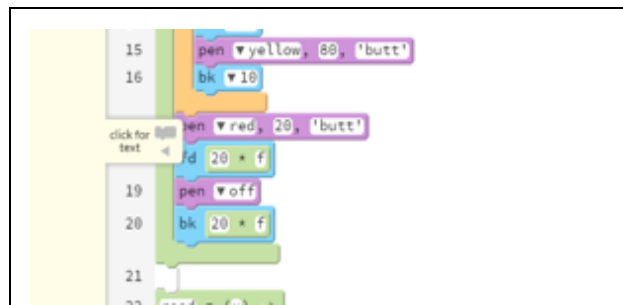 15 pen ▼yellow, 80, 'butt'
16 bk ▼10
pen ▼red, 20, 'butt'
click for
text
fd 20 * f
19 pen ▼off
20 bk 20 * f
21
22